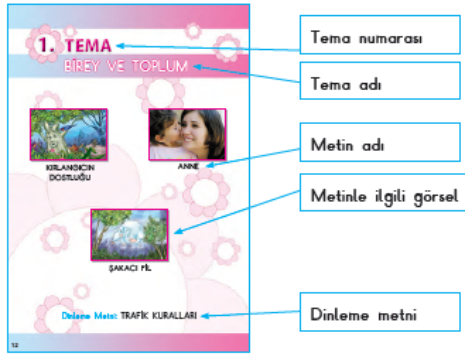 1. TEMA
BİREY VE TOPLUM
KIRLANGICIN
DOSTLUĞU
ANNE
ŞAKACI FİL
Dinleme Metni: TRAFİK KURALLARI
12
Tema numarası
Tema adı
Metin adı
Metinle ilgili görsel
Dinleme metni